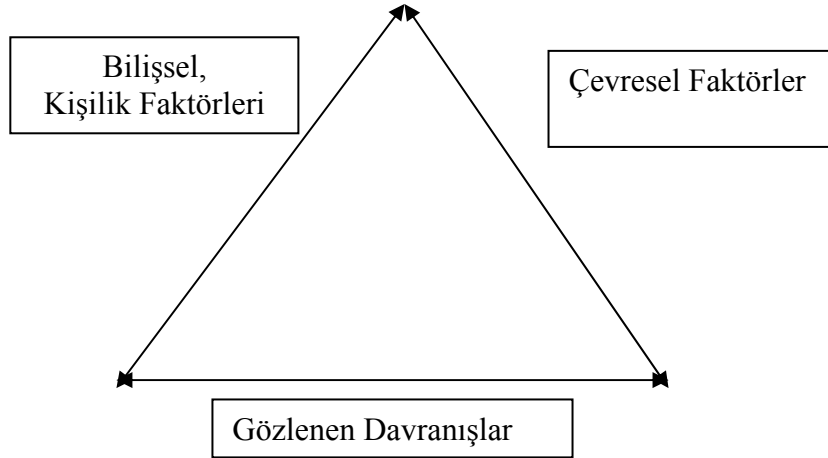 Bilişsel,
Kişilik Faktörleri
Çevresel Faktörler
Gözlenen Davranışlar